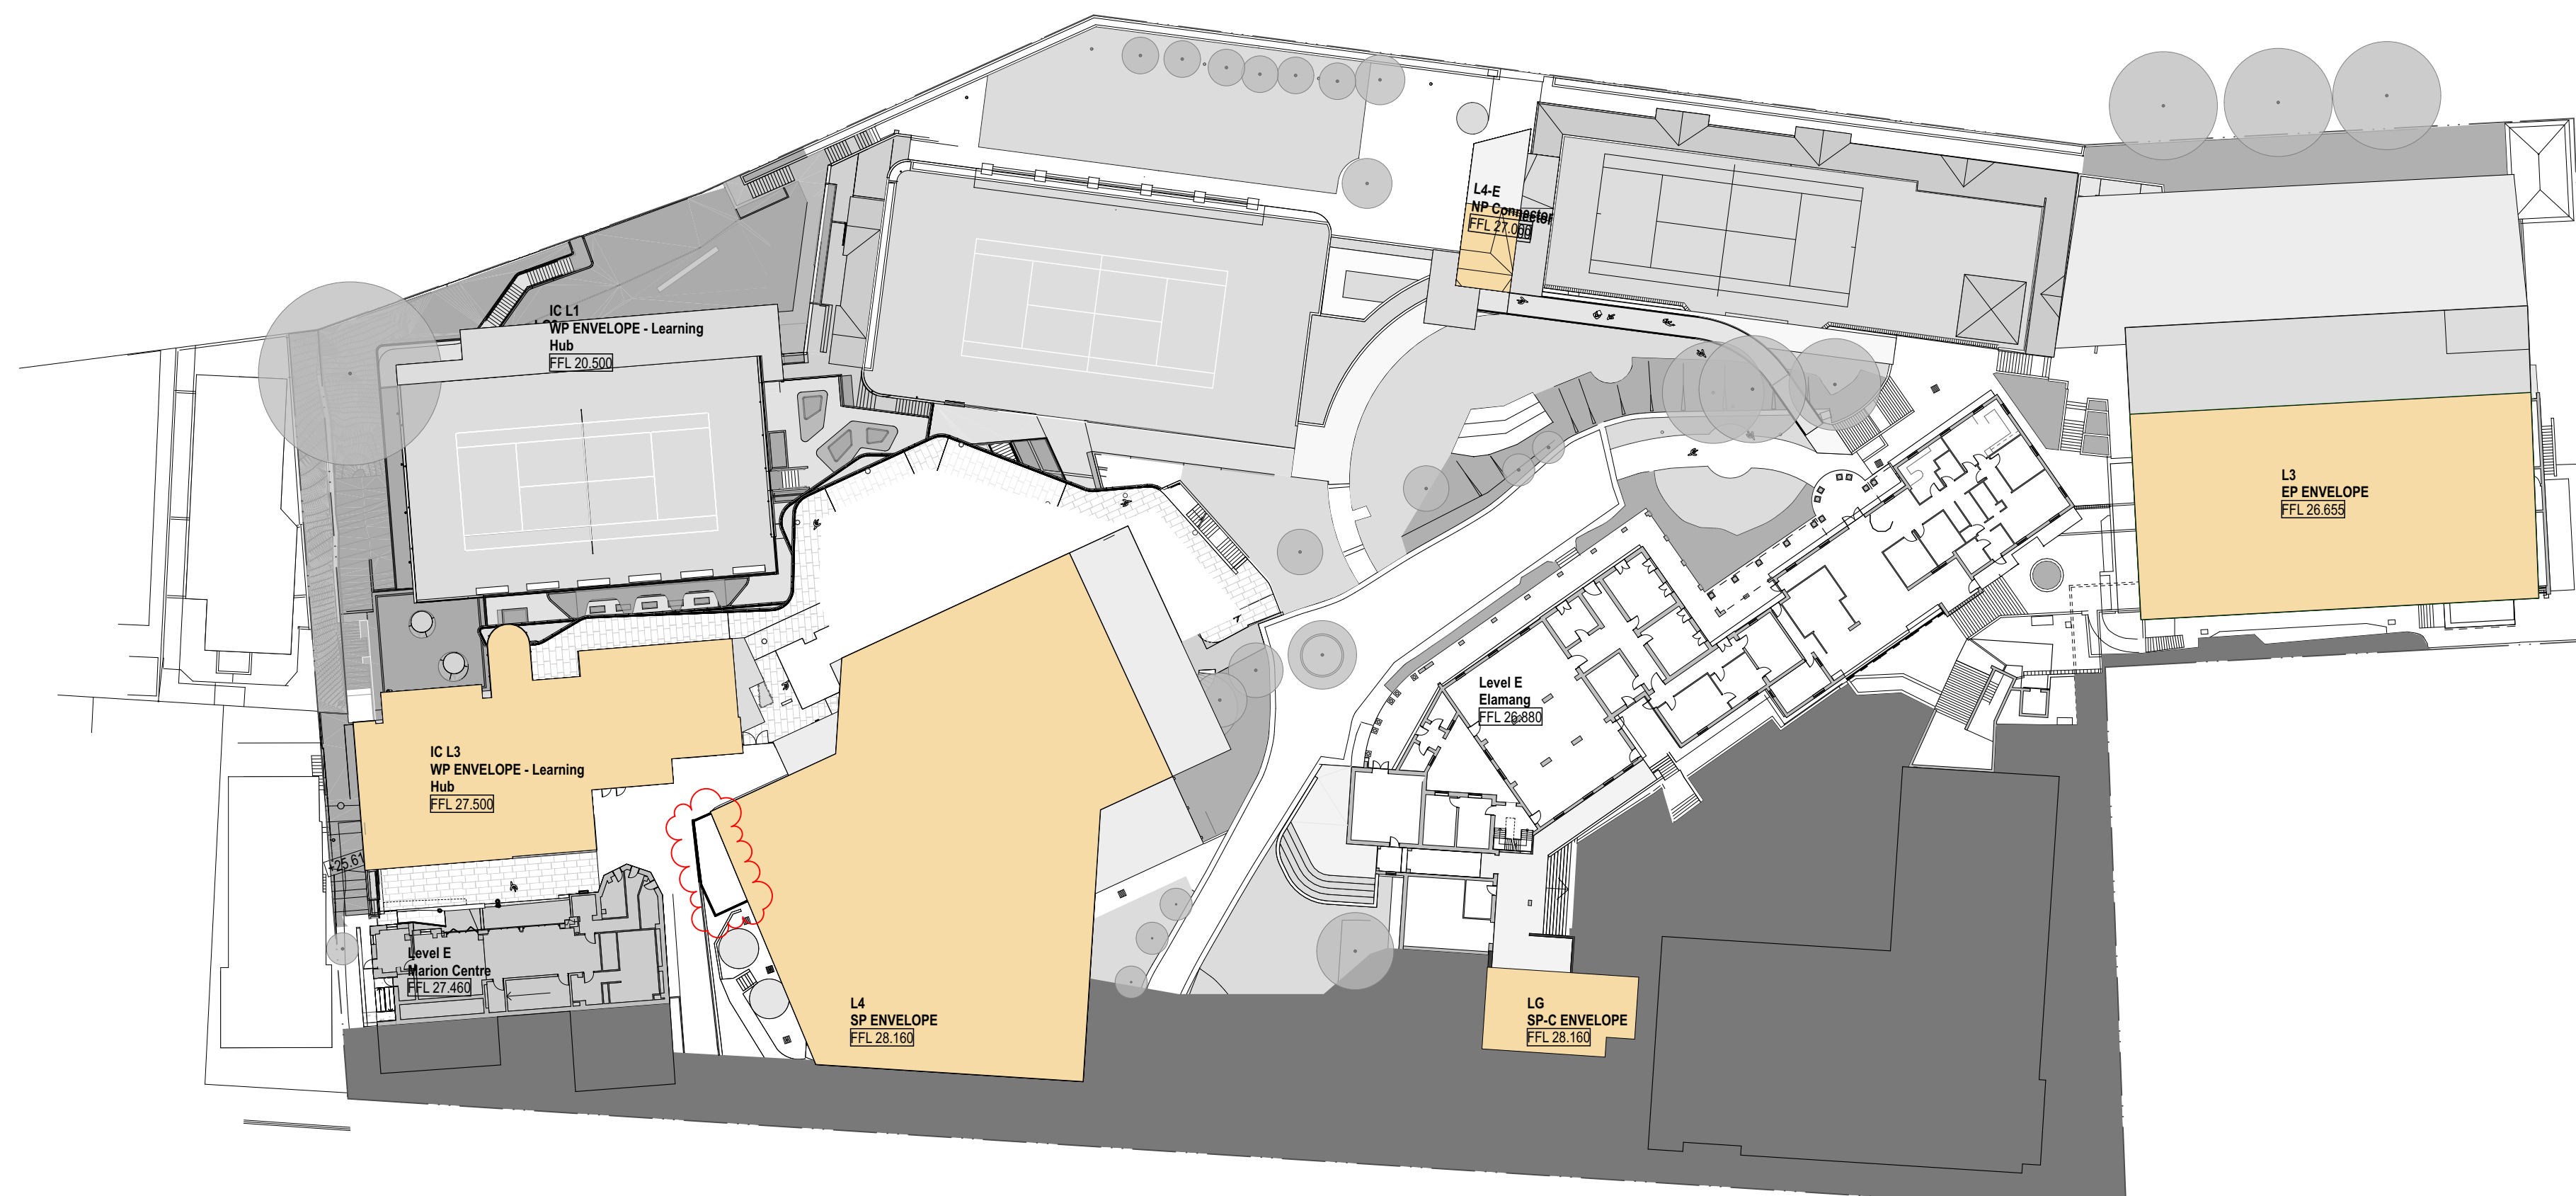 L4-E
NP Connector
FFL 27.000
IC L1
WP ENVELOPE - Learning
Hub
FFL 20.500
L3
EP ENVELOPE
FFL 26.655
Level E
Elamang
FFL 26.880
IC L3
WP ENVELOPE - Learning
Hub
FFL 27.500
+25.61
Level E
Marion Centre
FFL 27.460
L4
SP ENVELOPE
FFL 28.160
LG
SP-C ENVELOPE
FFL 28.160